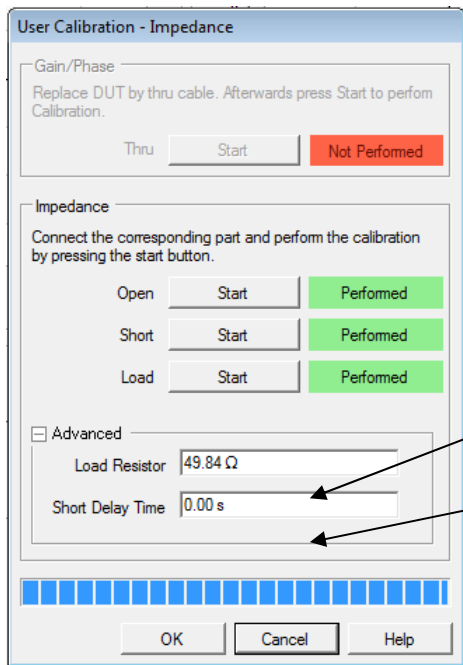 User Calibration - Impedance
Gain/Phase
Replace DUT by thru cable. Afterwards press Start to perfom
Calibration.
Thru Start Not Performed
Impedance
Connect the corresponding part and perform the calibration
by pressing the start button.
Open Start Performed
Short Start Performed
Load Start Performed
Advanced
Load Resistor 49.84 Ω
Short Delay Time 0.00 s
OK Cancel Help